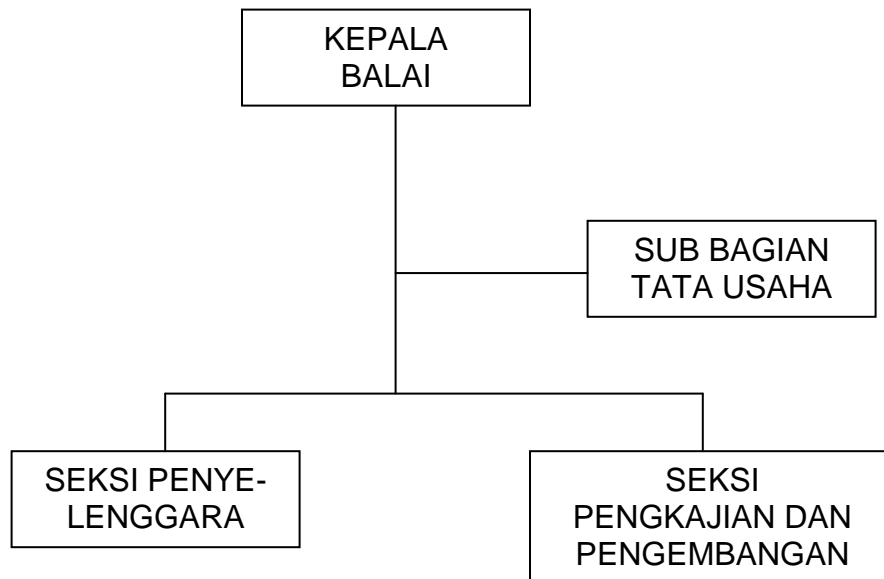 KEPALA
BALAI
SUB BAGIAN
TATA USAHA
SEKSI PENYE-
LENGGARA
SEKSI
PENGKAJIAN DAN
PENGEMBANGAN